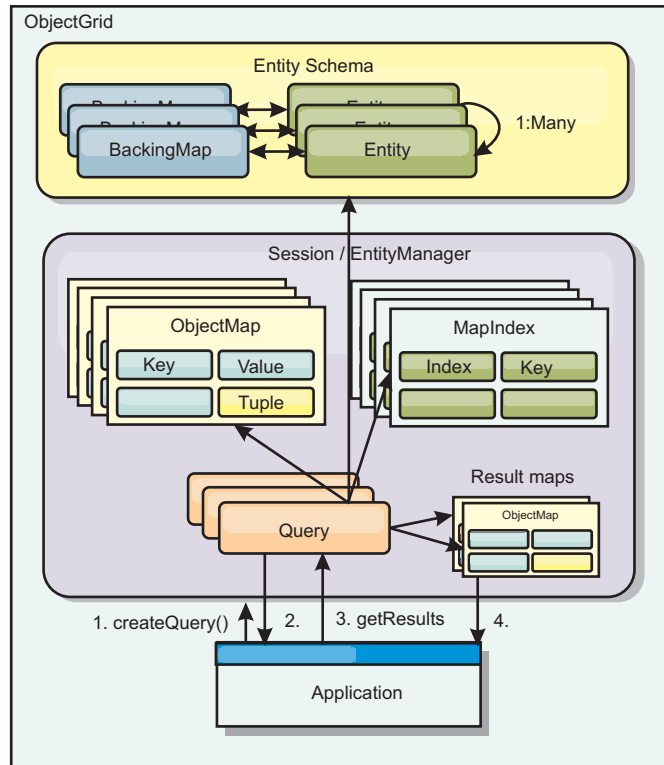 ObjectGrid
Entity Schema
BackingMap
Entity
1:Many
Session / EntityManager
ObjectMap
Key
Value
Tuple
MapIndex
Index
Key
Query
Result maps
ObjectMap
1. createQuery()
2.
3. getResults
4.
Application